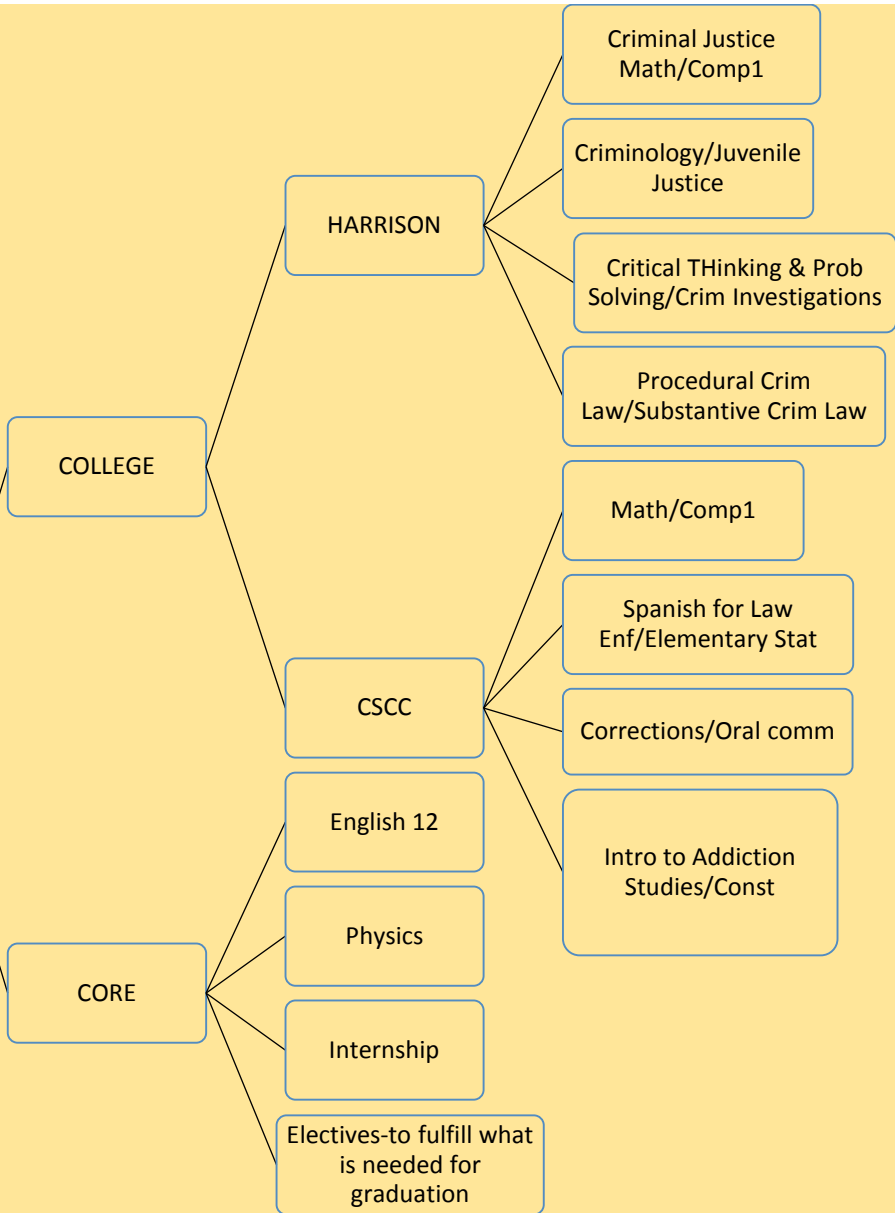 COLLEGE
HARRISON
Criminal Justice
Math/Comp1
Criminology/Juvenile
Justice
Critical THinking & Prob
Solving/Crim Investigations
Procedural Crim
Law/Substantive Crim Law
CSCC
Math/Comp1
Spanish for Law
Enf/Elementary Stat
Corrections/Oral comm
Intro to Addiction
Studies/Const
CORE
English 12
Physics
Internship
Electives-to fulfill what
is needed for
graduation